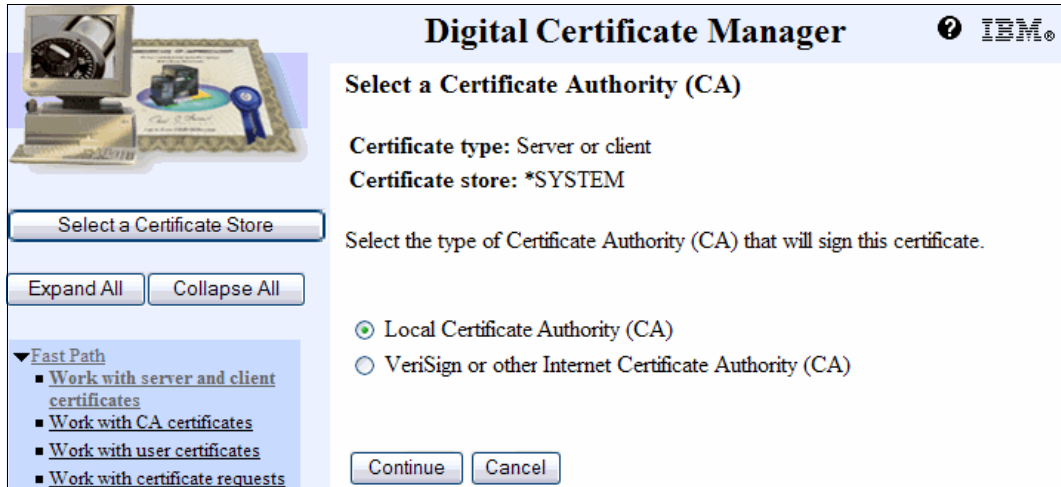 Digital Certificate Manager
? IBM®
Select a Certificate Authority (CA)
Certificate type: Server or client
Certificate store: *SYSTEM
Select the type of Certificate Authority (CA) that will sign this certificate.
Local Certificate Authority (CA)
VeriSign or other Internet Certificate Authority (CA)
Continue Cancel
Select a Certificate Store
Expand All Collapse All
Fast Path
Work with server and client
certificates
Work with CA certificates
Work with user certificates
Work with certificate requests